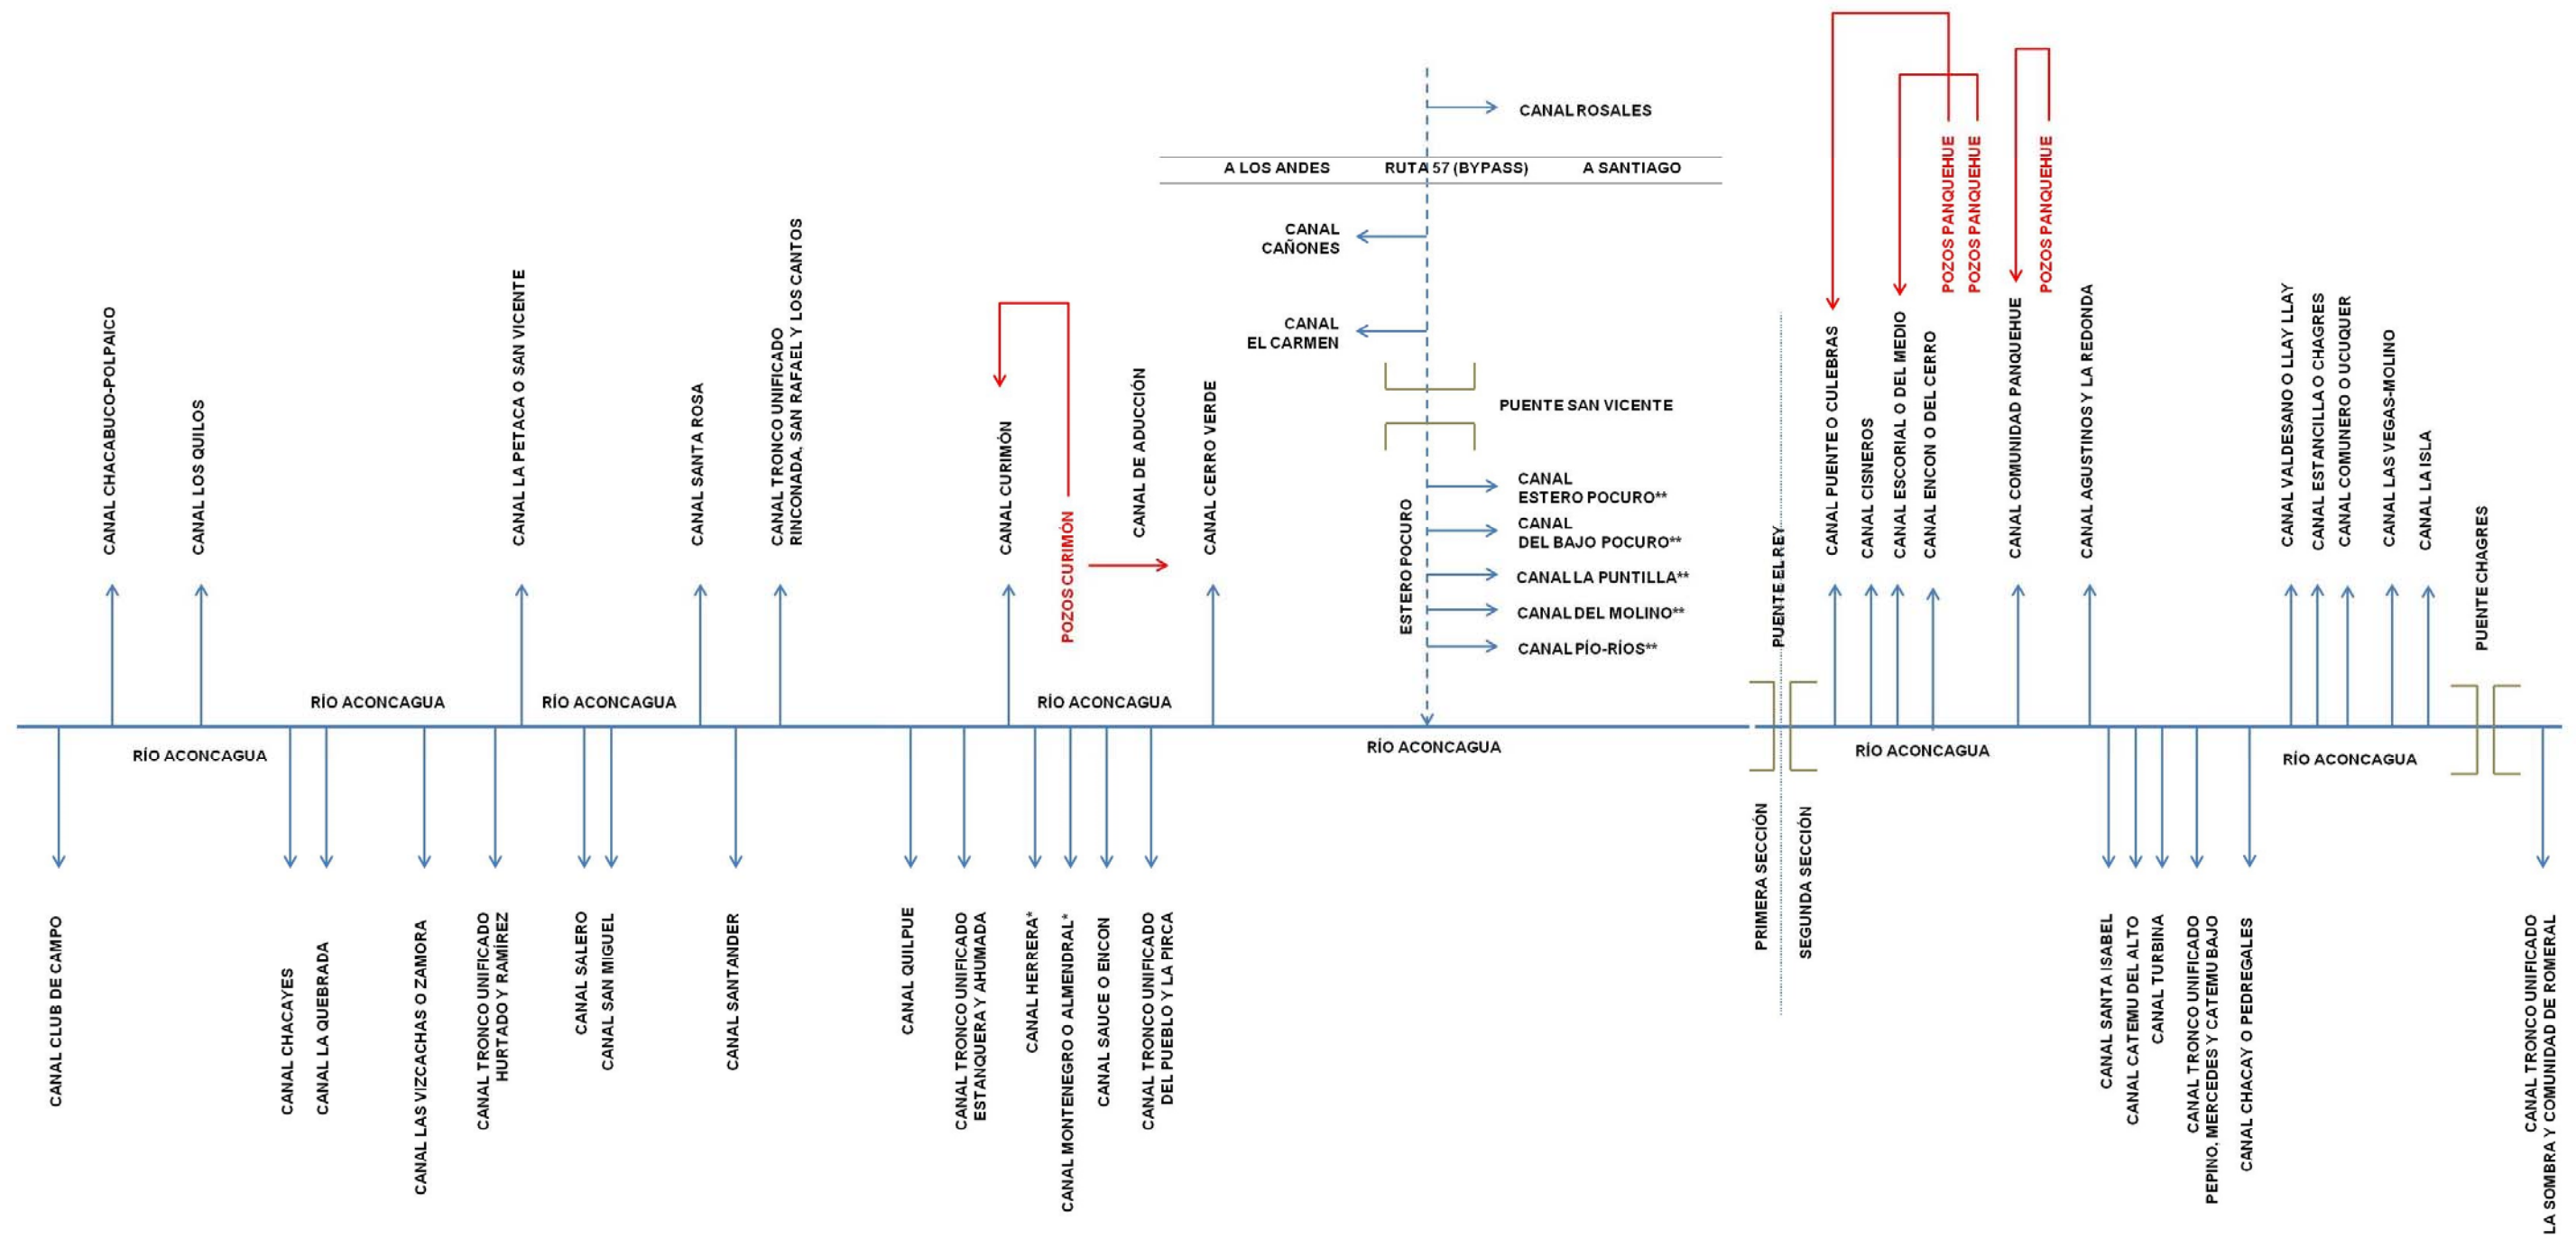 CANAL ROSALES
A LOS ANDES
RUTA 57 (BYPASS)
A SANTIAGO
CANAL
CAÑONES
CANAL
EL CARMEN
PUENTE SAN VICENTE
ESTERO POCURO
CANAL
ESTERO POCURO**
CANAL
DEL BAJO POCURO**
CANAL LA PUNTILLA**
CANAL DEL MOLINO**
CANAL PÍO-RÍOS**
CANAL CHACABUCO-POLPAICO
CANAL LOS QUILOS
CANAL LA PETACA O SAN VICENTE
CANAL SANTA ROSA
CANAL TRONCO UNIFICADO
RINCONADA, SAN RAFAEL Y LOS CANTOS
CANAL CURIMÓN
POZOS CURIMÓN
CANAL DE ADUCCIÓN
CANAL CERRO VERDE
PUENTE EL REY
CANAL PUENTE O CULEBRAS
CANAL CISNEROS
CANAL ESCORIAL O DEL MEDIO
CANAL ENCON O DEL CERRO
POZOS PANQUEHUE
POZOS PANQUEHUE
CANAL COMUNIDAD PANQUEHUE
POZOS PANQUEHUE
CANAL AGUSTINOS Y LA REDONDA
CANAL VALDESANO O LLAY LLAY
CANAL ESTANCILLA O CHAGRES
CANAL COMUNERO O UCUQUER
CANAL LAS VEGAS-MOLINO
CANAL LA ISLA
PUENTE CHAGRES
RÍO ACONCAGUA
RÍO ACONCAGUA
RÍO ACONCAGUA
RÍO ACONCAGUA
RÍO ACONCAGUA
RÍO ACONCAGUA
RÍO ACONCAGUA
CANAL CLUB DE CAMPO
CANAL CHACAYES
CANAL LA QUEBRADA
CANAL LAS VIZCACHAS O ZAMORA
CANAL TRONCO UNIFICADO
HURTADO Y RAMÍREZ
CANAL SALERO
CANAL SAN MIGUEL
CANAL SANTANDER
CANAL QUILPUE
CANAL TRONCO UNIFICADO
ESTANQUERA Y AHUMADA
CANAL HERRERA*
CANAL MONTENEGRO O ALMENDRAL*
CANAL SAUCE O ENCON
CANAL TRONCO UNIFICADO
DEL PUEBLO Y LA PIRCA
PRIMERA SECCIÓN
SEGUNDA SECCIÓN
CANAL SANTA ISABEL
CANAL CATEMU DEL ALTO
CANAL TURBINA
CANAL TRONCO UNIFICADO
PEPINO, MERCEDES Y CATEMU BAJO
CANAL CHACAY O PEDREGALES
CANAL TRONCO UNIFICADO
LA SOMBRA Y COMUNIDAD DE ROMERAL